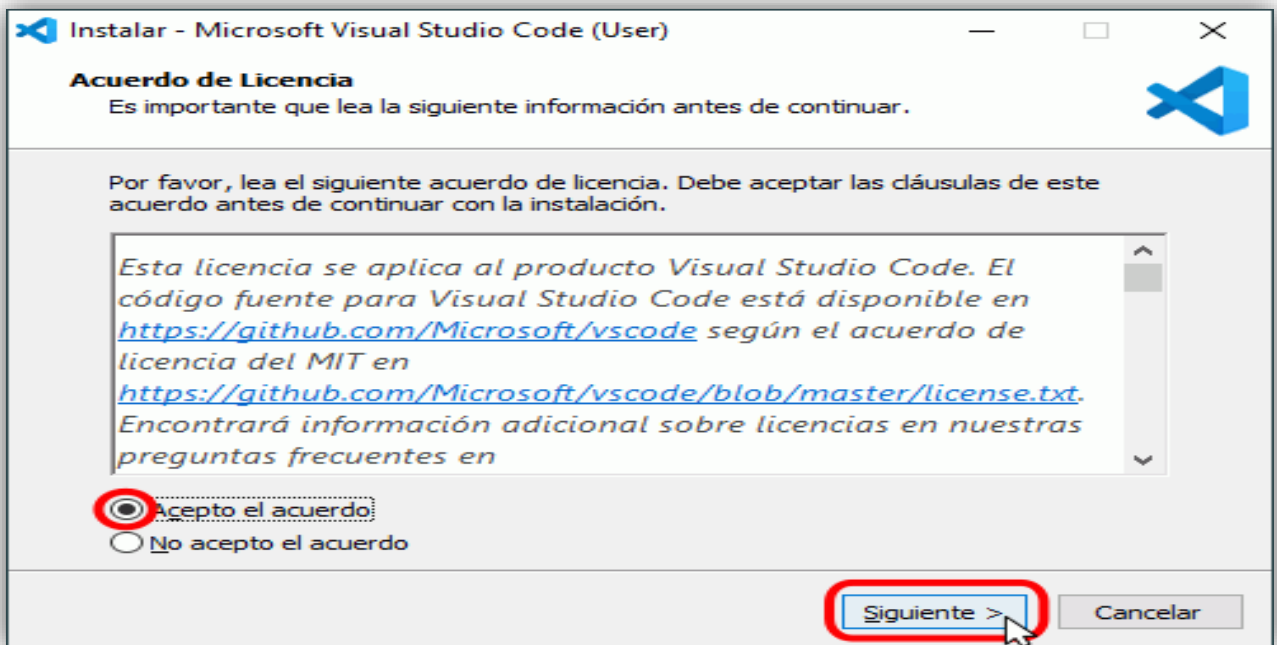 Instalar - Microsoft Visual Studio Code (User)
Acuerdo de Licencia
Es importante que lea la siguiente información antes de continuar.
Por favor, lea el siguiente acuerdo de licencia. Debe aceptar las cláusulas de este
acuerdo antes de continuar con la instalación.
Esta licencia se aplica al producto Visual Studio Code. El
código fuente para Visual Studio Code está disponible en
https://github.com/Microsoft/vscode según el acuerdo de
licencia del MIT en
https://github.com/Microsoft/vscode/blob/master/license.txt.
Encontrará información adicional sobre licencias en nuestras
preguntas frecuentes en
Acepto el acuerdo
No acepto el acuerdo
Siguiente >
Cancelar